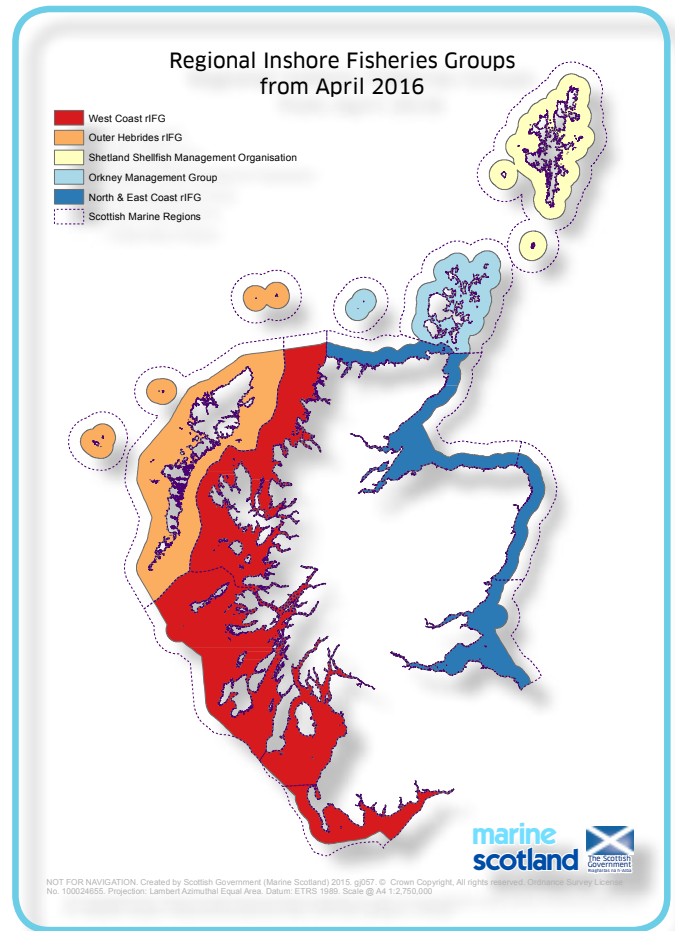 Regional Inshore Fisheries Groups
from April 2016
West Coast rIFG
Outer Hebrides rIFG
Shetland Shellfish Management Organisation
Orkney Management Group
North & East Coast rIFG
Scottish Marine Regions
marine
scotland
The Scottish
Government
Riaghaltas na h-Alba
NOT FOR NAVIGATION. Created by Scottish Government (Marine Scotland) 2015. gj057. © Crown Copyright, All rights reserved. Ordnance Survey License
No. 100024655. Projection: Lambert Azimuthal Equal Area. Datum: ETRS 1989. Scale @ A4 1:2,750,000